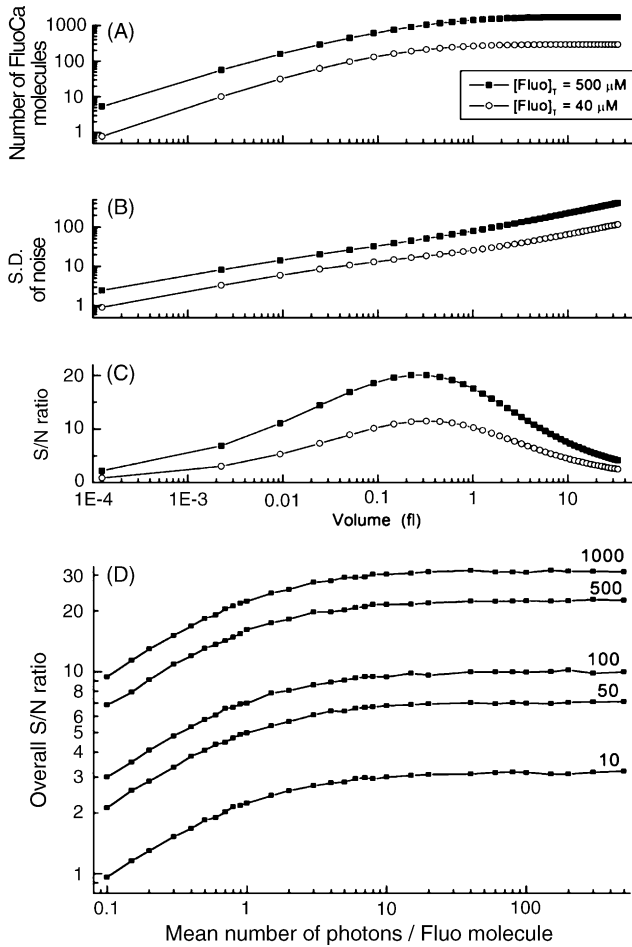 (A)
Number of FluoCa
molecules
1000
100
10
1
[Fluo]T = 500 μM
[Fluo]T = 40 μM
(B)
S.D.
of noise
100
10
1
(C)
S/N ratio
20
10
0
1E-4
1E-3
0.01
0.1
1
10
Volume (fl)
(D)
Overall S/N ratio
30
20
10
8
6
5
4
3
2
1
1000
500
100
50
10
0.1
1
10
100
Mean number of photons / Fluo molecule